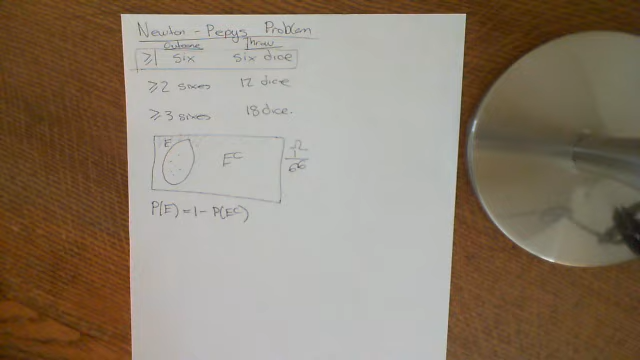 Newton - Pepys Problem
Outcome Throw
≥1 six six dice
≥2 sixes 12 dice
≥3 sixes 18 dice.
E E^C Ω
6^6
P(E) = 1 - P(E^C)